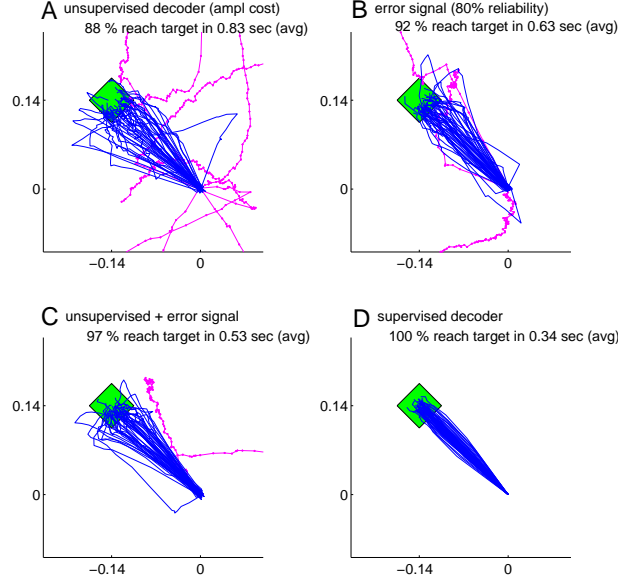 A unsupervised decoder (ampl cost)
88 % reach target in 0.83 sec (avg)
0.14
0
−0.14 0
B error signal (80% reliability)
92 % reach target in 0.63 sec (avg)
0.14
0
−0.14 0
C unsupervised + error signal
97 % reach target in 0.53 sec (avg)
0.14
0
−0.14 0
D supervised decoder
100 % reach target in 0.34 sec (avg)
0.14
0
−0.14 0